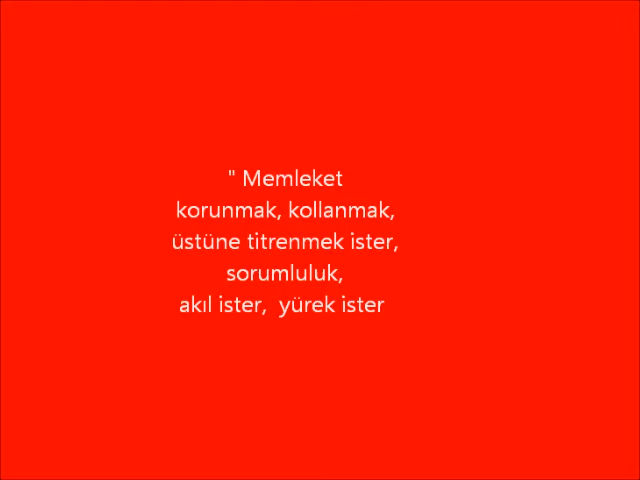 " Memleket
korunmak, kollanmak,
üstüne titrenmek ister,
sorumluluk,
akıl ister,  yürek ister